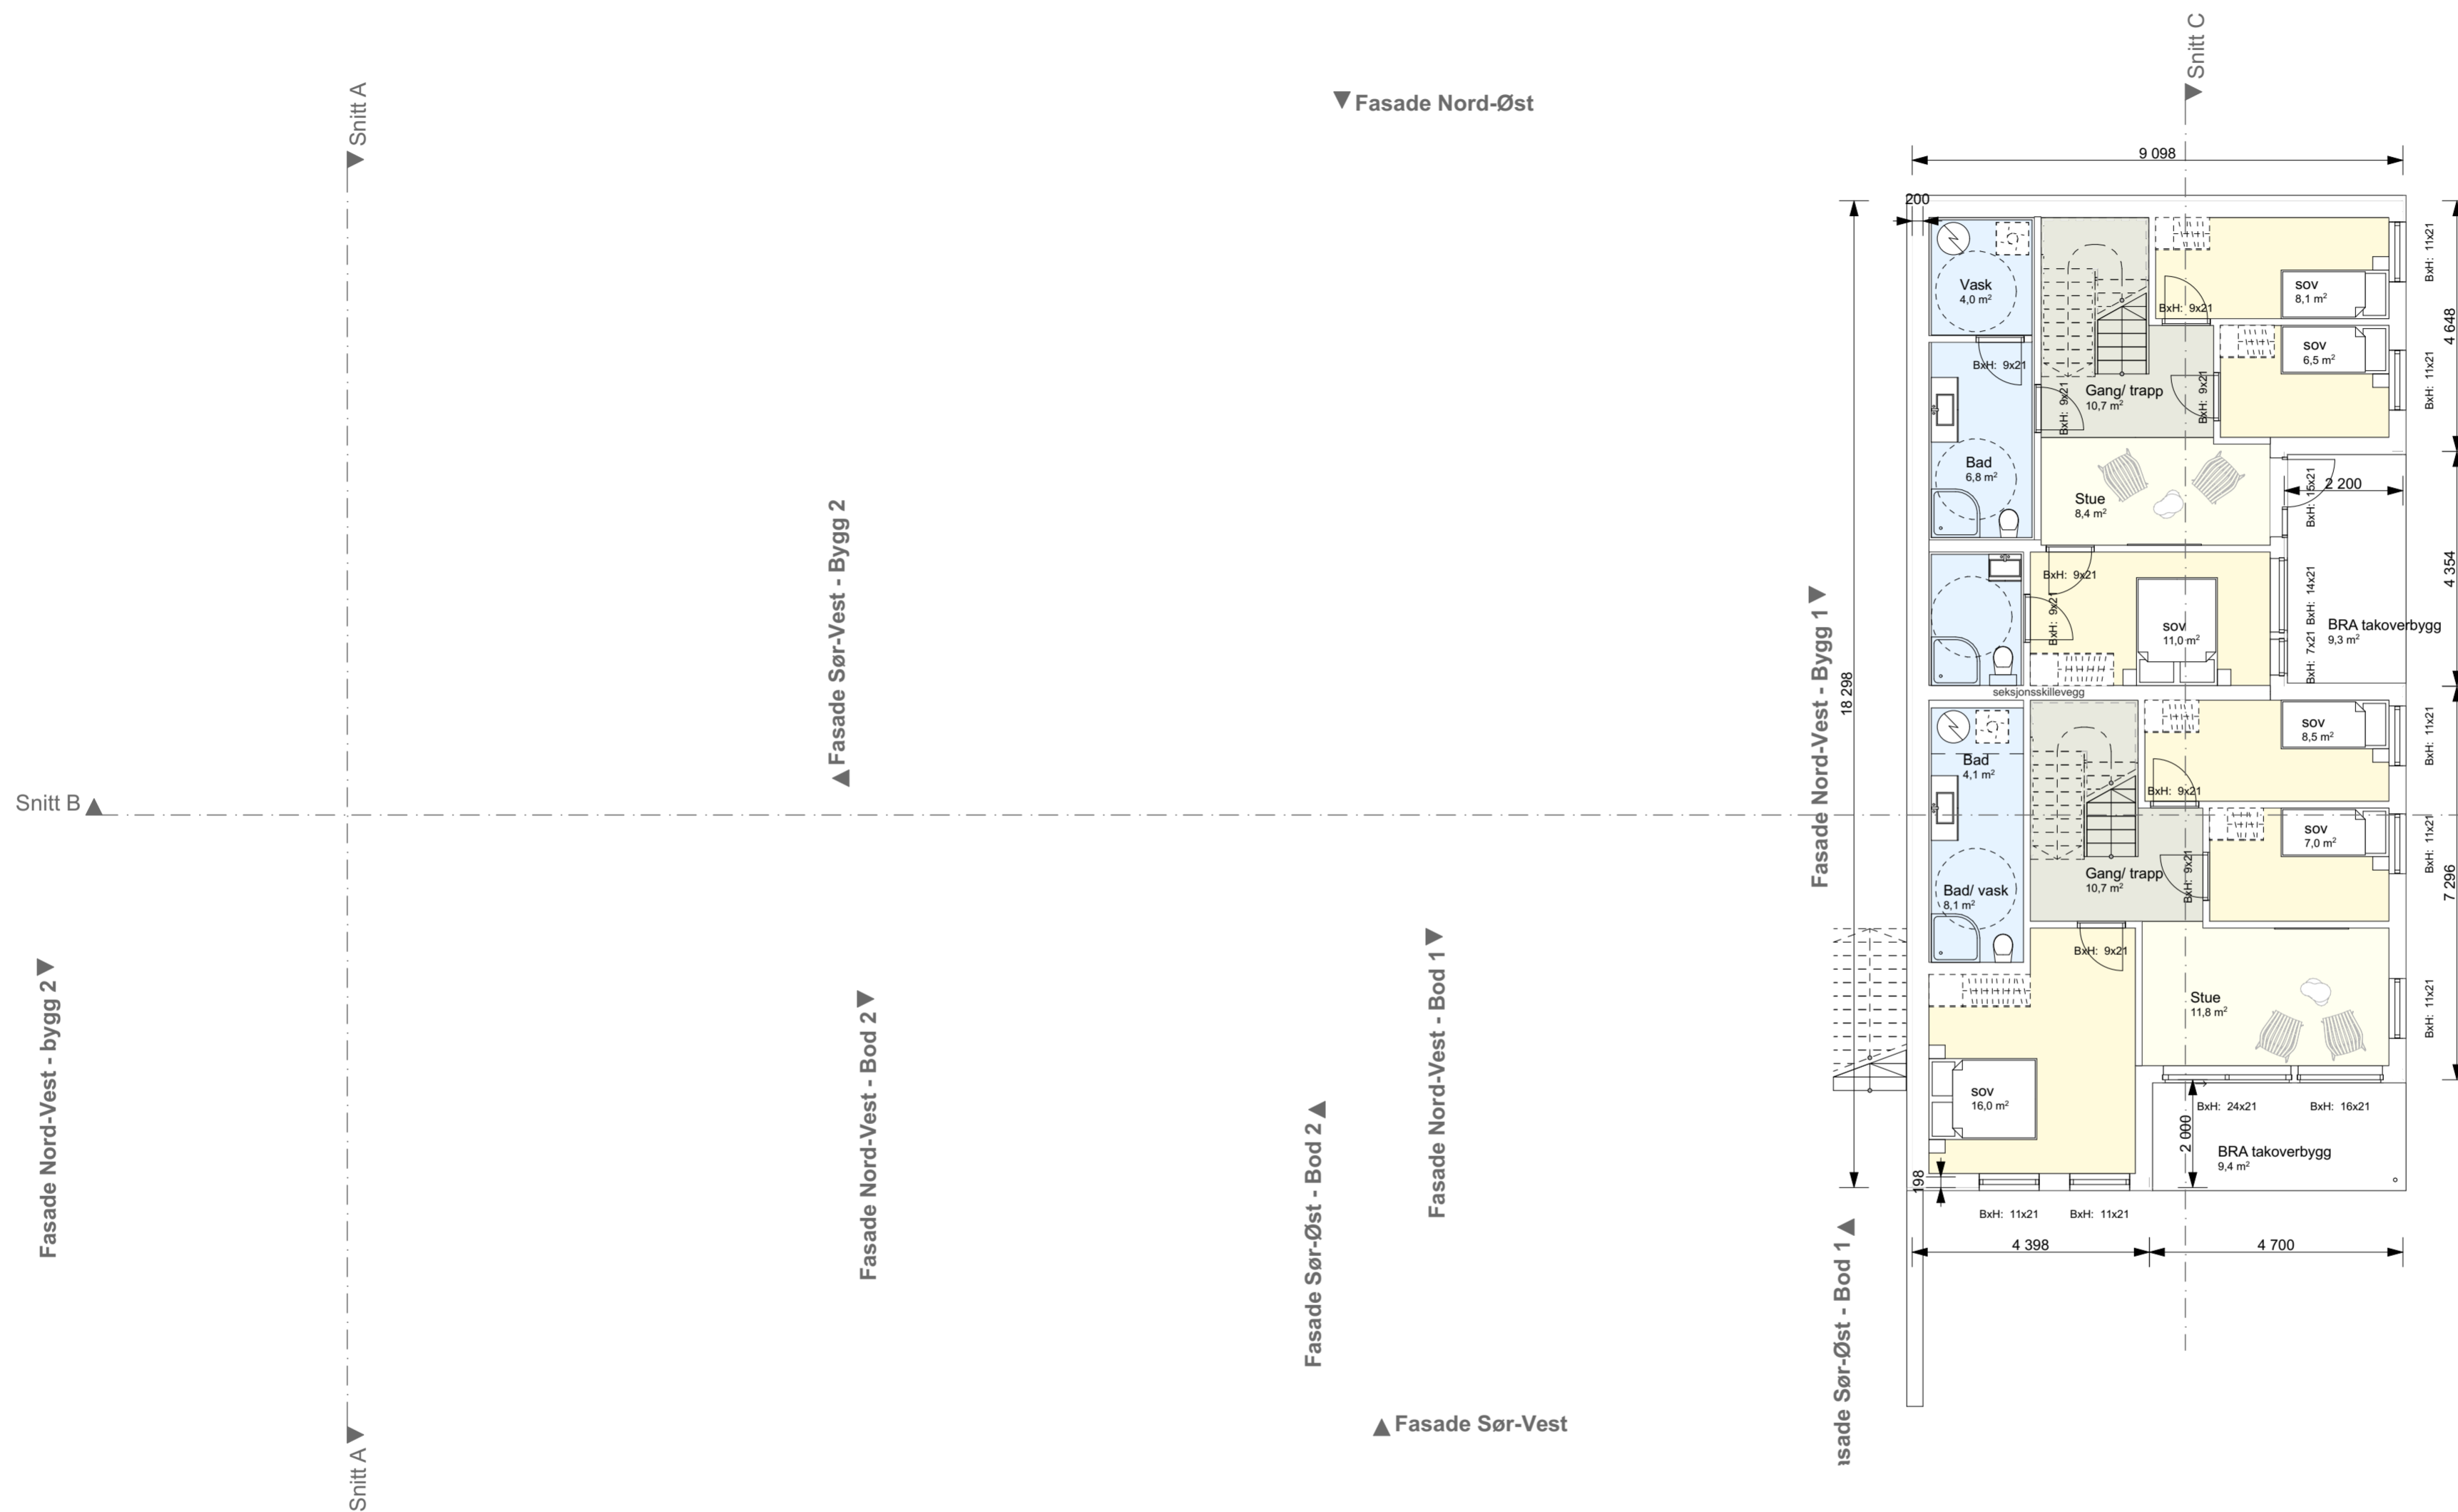 Snitt C
Snitt A
Fasade Nord-Øst
9 098
200
BxH: 11x21
Vask
4,0 m²
sov
8,1 m²
BxH: 9x21
4 648
sov
6,5 m²
BxH: 11x21
BxH: 9x21
BxH: 9x21
BxH: 9x21
Gang/ trapp
10,7 m²
Bad
6,8 m²
Stue
8,4 m²
BxH: 15x21
2 200
Fasade Sør-Vest - Bygg 2
4 354
BxH: 9x21
BxH: 9x21
BxH: 14x21
sov
11,0 m²
BRA takoverbygg
9,3 m²
BxH: 7x21
Fasade Nord-Vest - Bygg 1
18 298
seksjonsskillevegg
sov
8,5 m²
BxH: 11x21
Bad
4,1 m²
BxH: 9x21
Snitt B
sov
7,0 m²
BxH: 11x21
Gang/ trapp
10,7 m²
BxH: 9x21
7 296
Bad/ vask
8,1 m²
BxH: 9x21
Fasade Nord-Vest - bygg 2
Fasade Nord-Vest - Bod 2
Fasade Nord-Vest - Bod 1
Stue
11,8 m²
BxH: 11x21
sov
16,0 m²
BxH: 24x21
BxH: 16x21
2 000
BRA takoverbygg
9,4 m²
198
Fasade Sør-Øst - Bod 2
BxH: 11x21
BxH: 11x21
4 398
4 700
Sør-Øst - Bod 1
Fasade Sør-Vest
Snitt A